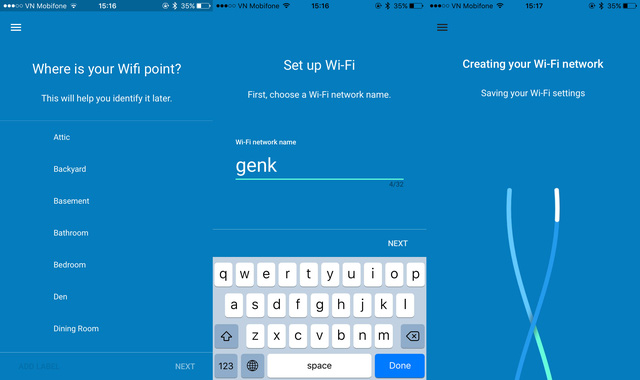 VN Mobifone 15:16 35%
Where is your Wifi point?
This will help you identify it later.
Attic
Backyard
Basement
Bathroom
Bedroom
Den
Dining Room
ADD LABEL NEXT
VN Mobifone 15:16 35%
Set up Wi-Fi
First, choose a Wi-Fi network name.
Wi-Fi network name
genk
4/32
NEXT
q w e r t y u i o p
a s d f g h j k l
z x c v b n m
123 space Done
VN Mobifone 15:17 35%
Creating your Wi-Fi network
Saving your Wi-Fi settings